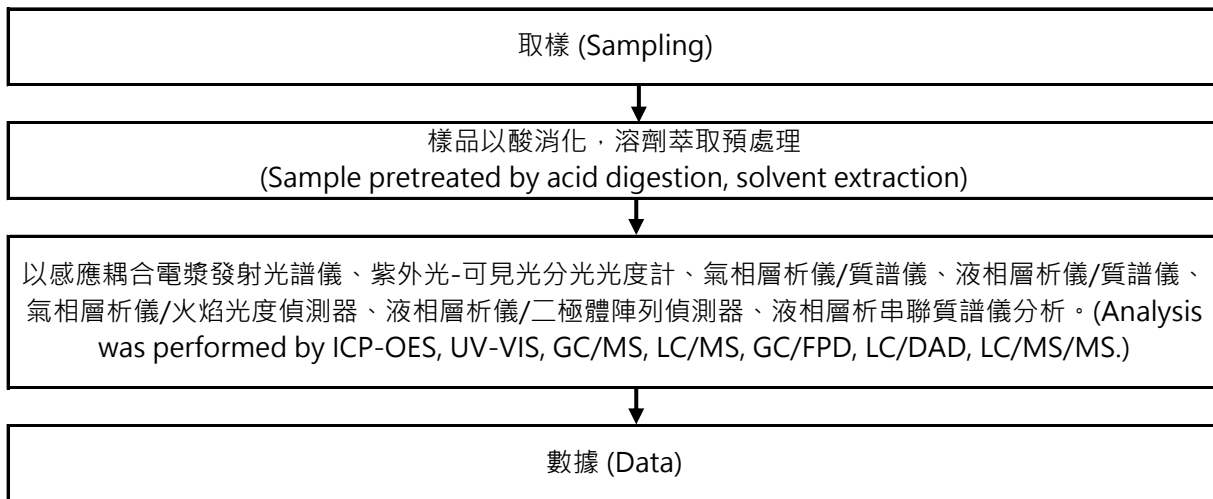 取樣 (Sampling)
樣品以酸消化，溶劑萃取預處理
(Sample pretreated by acid digestion, solvent extraction)
以感應耦合電漿發射光譜儀、紫外光-可見光分光光度計、氣相層析儀/質譜儀、液相層析儀/質譜儀、
氣相層析儀/火焰光度偵測器、液相層析儀/二極體陣列偵測器、液相層析串聯質譜儀分析。(Analysis
was performed by ICP-OES, UV-VIS, GC/MS, LC/MS, GC/FPD, LC/DAD, LC/MS/MS.)
數據 (Data)